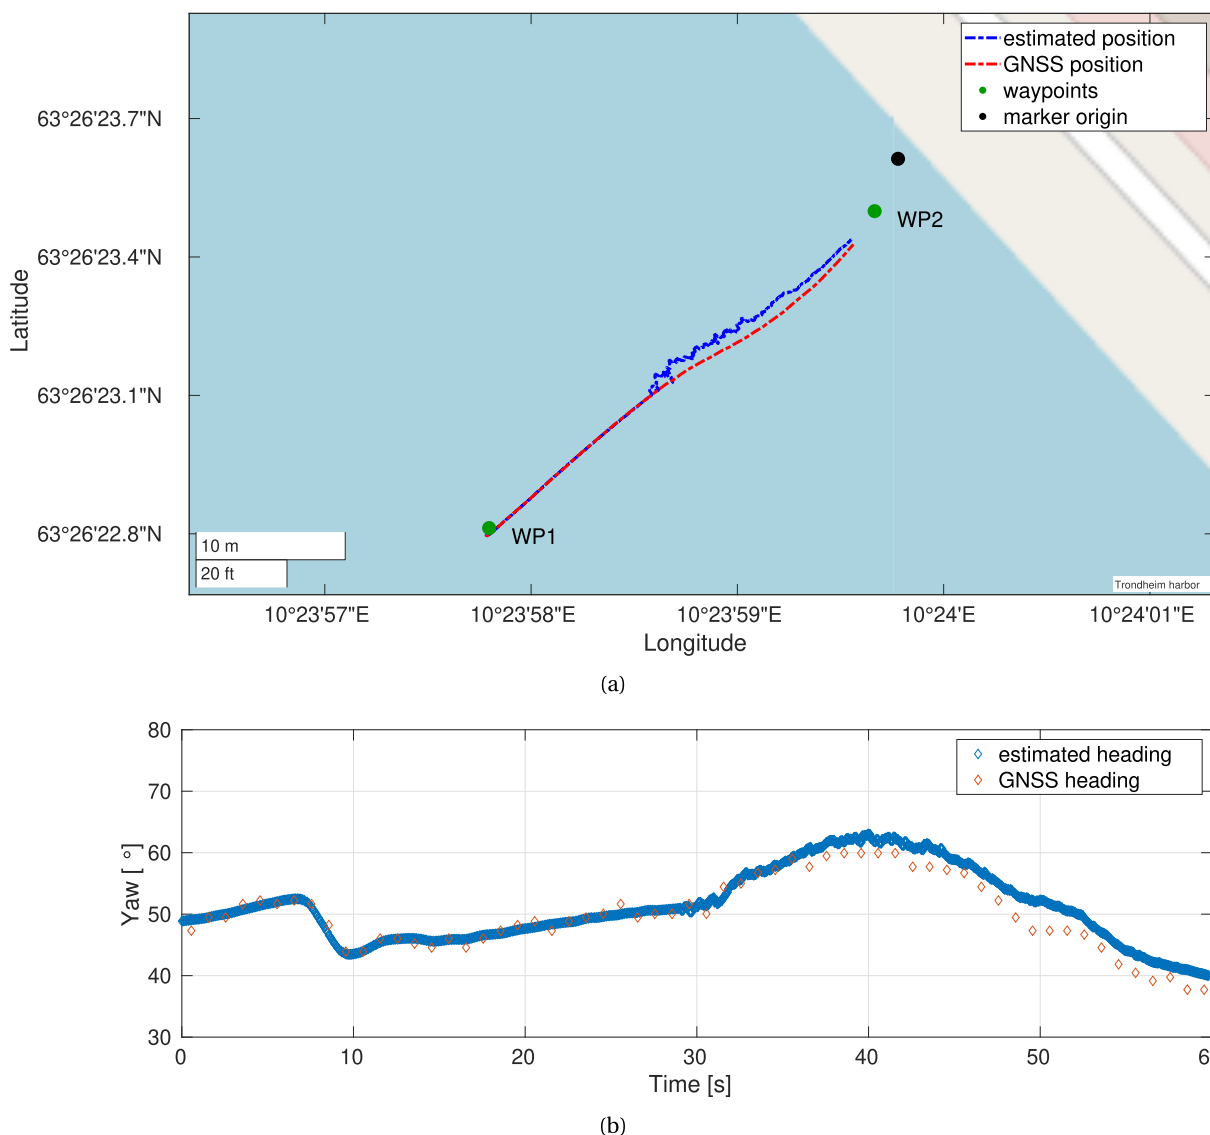 estimated position
GNSS position
waypoints
marker origin
63°26'23.7"N
WP2
63°26'23.4"N
Latitude
63°26'23.1"N
63°26'22.8"N
WP1
10 m
20 ft
Trondheim harbor
10°23'57"E
10°23'58"E
10°23'59"E
10°24'E
10°24'01"E
Longitude
(a)
80
estimated heading
GNSS heading
70
60
Yaw [ °]
50
40
30
0
10
20
30
40
50
6
Time [s]
(b)